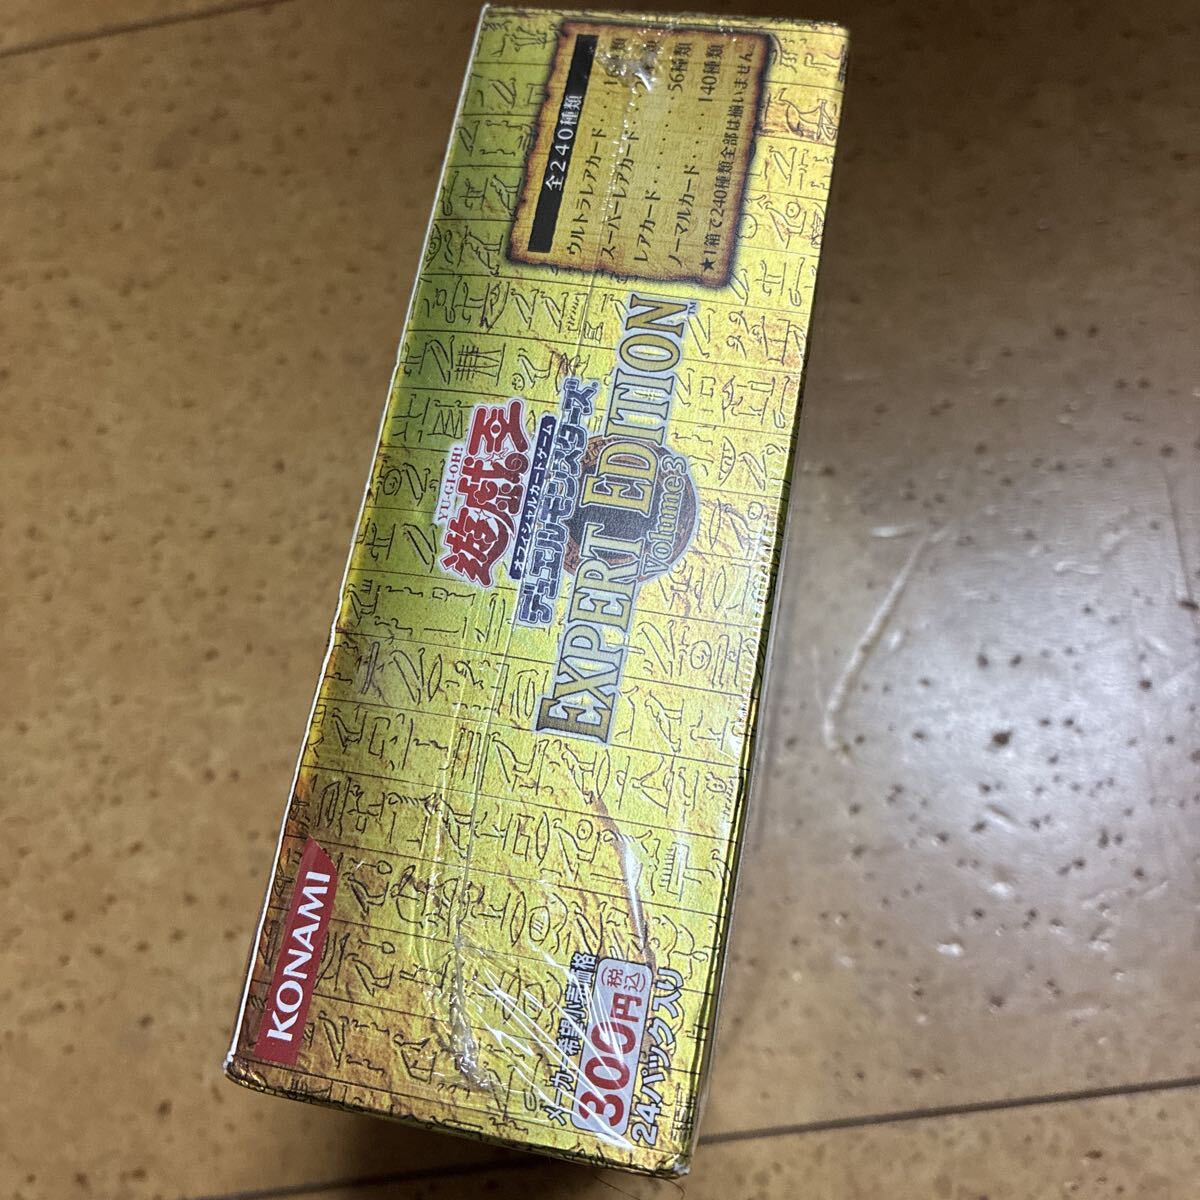 全240種類
ウルトラレアカード・・・
スーパーレアカード・・・
レアカード・・・・・・・・56種類
ノーマルカード・・・140種類
★1箱で240種類全部は揃いません。
YU-GI-OH!
遊戯王
オフィシャルカードゲーム
デュエルモンスターズ
EXPERT EDITION™
Volume.3
KONAMI
メーカー希望小売価格
300円(税込)
24パック入り